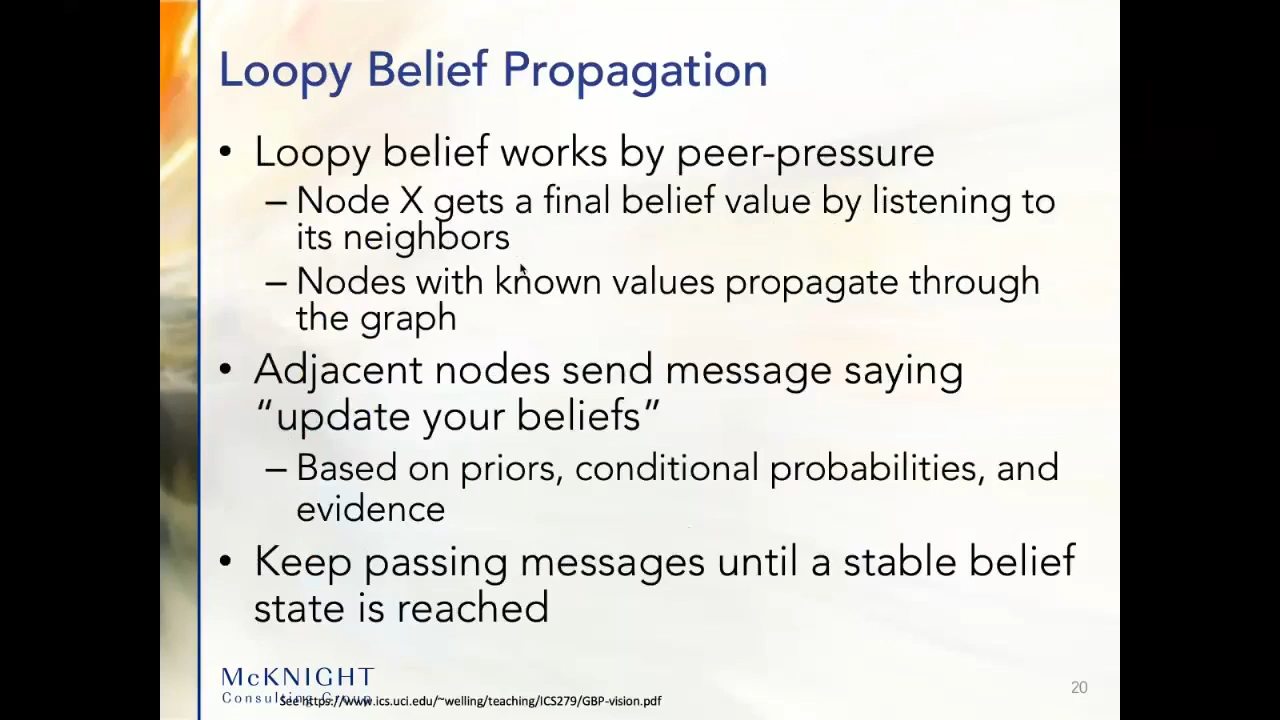 Loopy Belief Propagation
• Loopy belief works by peer-pressure
– Node X gets a final belief value by listening to
its neighbors
– Nodes with known values propagate through
the graph
• Adjacent nodes send message saying
“update your beliefs”
– Based on priors, conditional probabilities, and
evidence
• Keep passing messages until a stable belief
state is reached
McKNIGHT
Consulting Group
See https://www.ics.uci.edu/~welling/teaching/ICS279/GBP-vision.pdf
20